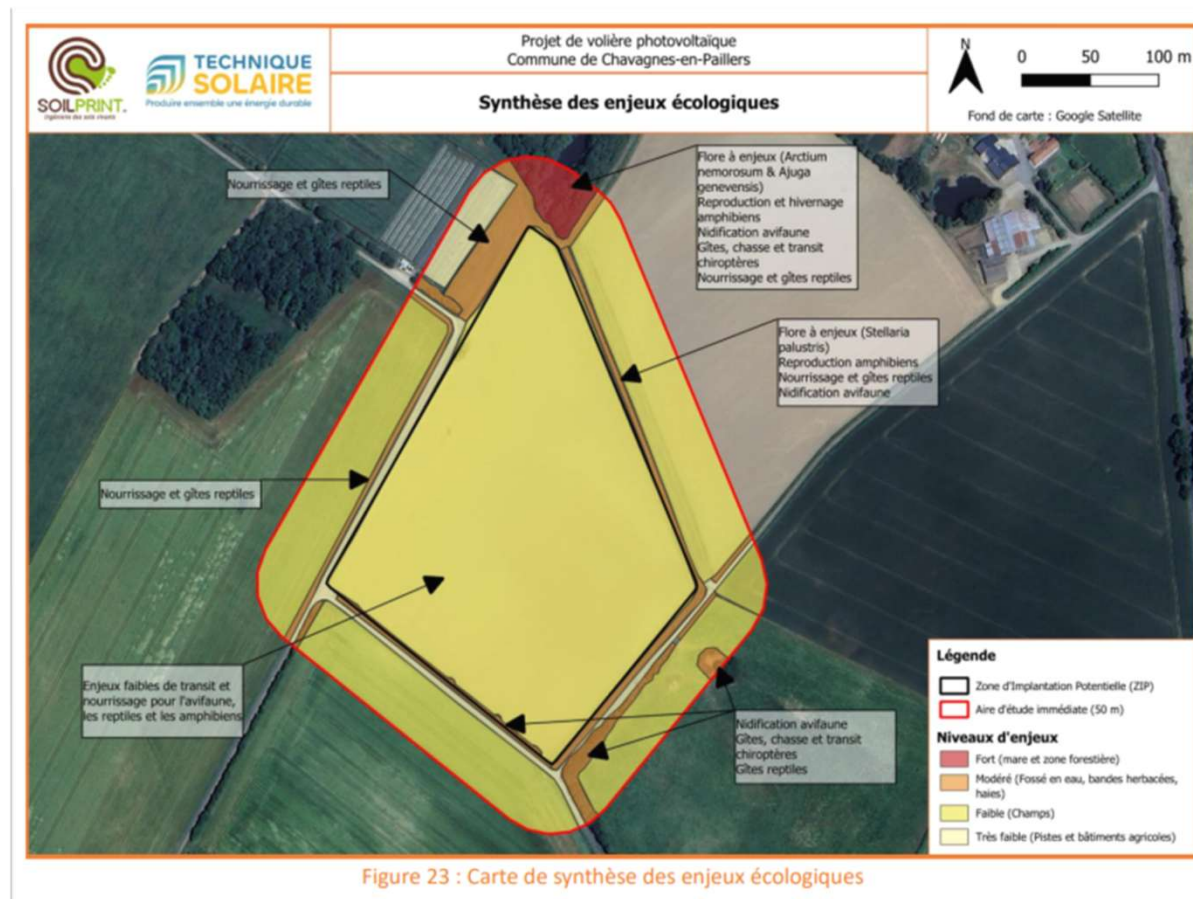 SOILPRINT.
Ingénierie des sols vivants
TECHNIQUE
SOLAIRE
Produire ensemble une énergie durable
Projet de volière photovoltaïque
Commune de Chavagnes-en-Paillers
Synthèse des enjeux écologiques
N
0 50 100 m
Fond de carte : Google Satellite
Nourrissage et gîtes reptiles
Flore à enjeux (Arctium
nemorosum & Ajuga
genevensis)
Reproduction et hivernage
amphibiens
Nidification avifaune
Gîtes, chasse et transit
chiroptères
Nourrissage et gîtes reptiles
Flore à enjeux (Stellaria
palustris)
Reproduction amphibiens
Nourrissage et gîtes reptiles
Nidification avifaune
Nourrissage et gîtes reptiles
Enjeux faibles de transit et
nourrissage pour l'avifaune,
les reptiles et les amphibiens
Nidification avifaune
Gîtes, chasse et transit
chiroptères
Gîtes reptiles
Légende
Zone d'Implantation Potentielle (ZIP)
Aire d'étude immédiate (50 m)
Niveaux d'enjeux
Fort (mare et zone forestière)
Modéré (Fossé en eau, bandes herbacées,
haies)
Faible (Champs)
Très faible (Pistes et bâtiments agricoles)
Figure 23 : Carte de synthèse des enjeux écologiques